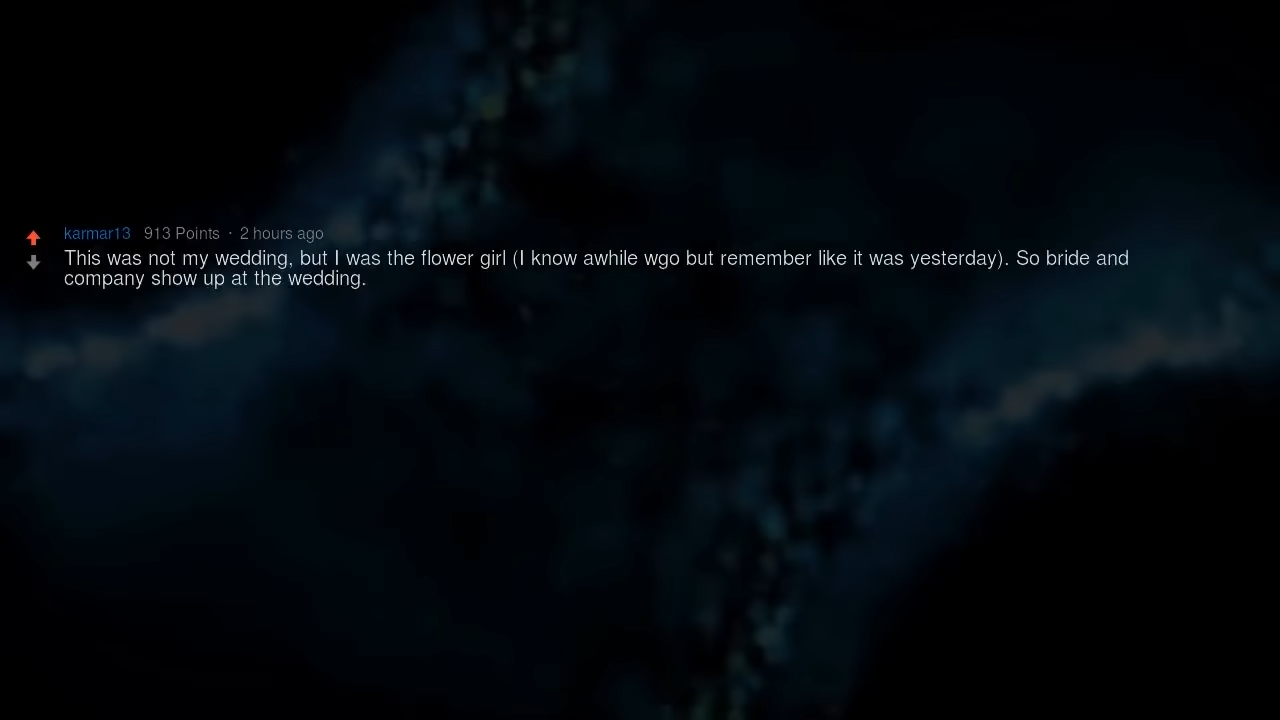 karmar13 913 Points · 2 hours ago
This was not my wedding, but I was the flower girl (I know awhile wgo but remember like it was yesterday). So bride and
company show up at the wedding.